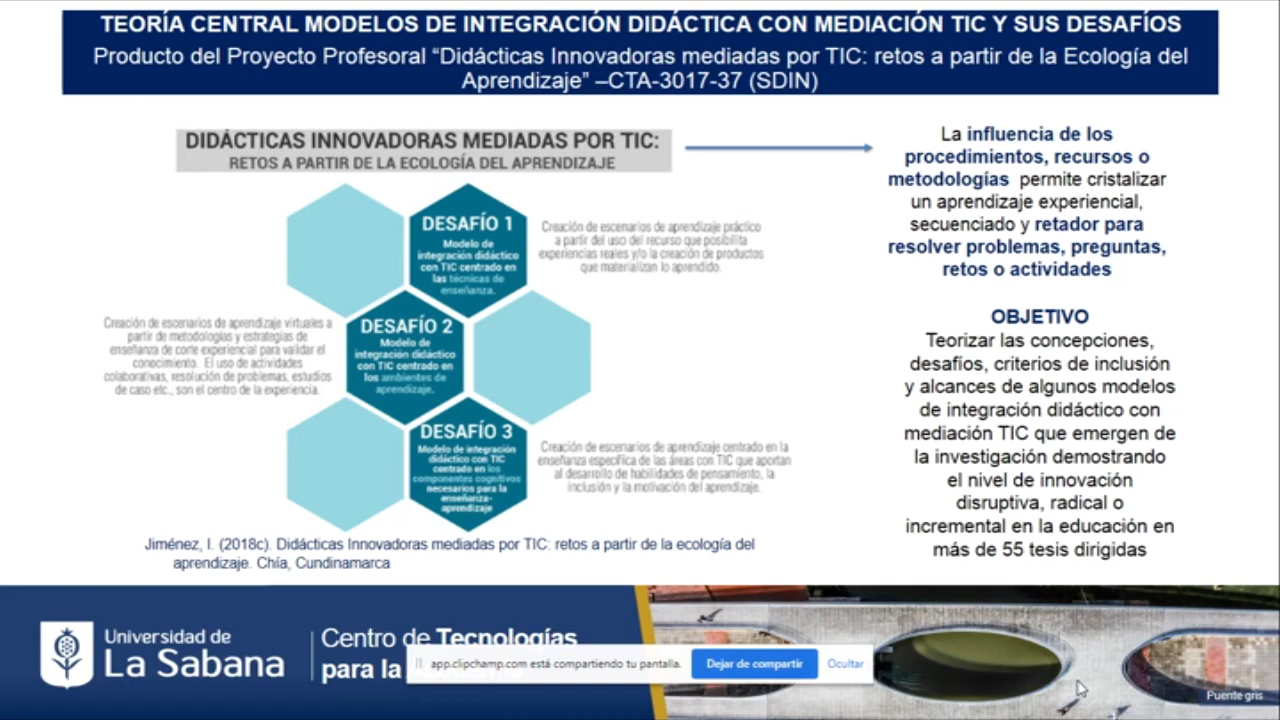 TEORÍA CENTRAL MODELOS DE INTEGRACIÓN DIDÁCTICA CON MEDIACIÓN TIC Y SUS DESAFÍOS
Producto del Proyecto Profesoral “Didácticas Innovadoras mediadas por TIC: retos a partir de la Ecología del
Aprendizaje” –CTA-3017-37 (SDIN)
DIDÁCTICAS INNOVADORAS MEDIADAS POR TIC:
RETOS A PARTIR DE LA ECOLOGÍA DEL APRENDIZAJE
DESAFÍO 1
Modelo de
integración didáctico
con TIC centrado en
las técnicas de
enseñanza.
Creación de escenarios de aprendizaje práctico
a partir del uso del recurso que posibilita
experiencias reales y/o la creación de productos
que materializan lo aprendido.
Creación de escenarios de aprendizaje virtuales a
partir de metodologías y estrategias de
enseñanza de corte experiencial para validar el
conocimiento. El uso de actividades
colaborativas, resolución de problemas, estudios
de caso etc., son el centro de la experiencia.
DESAFÍO 2
Modelo de
integración didáctico
con TIC centrado en
los ambientes de
aprendizaje.
DESAFÍO 3
Modelo de integración
didáctico con TIC
centrado en los
componentes cognitivos
necesarios para la
enseñanza-
aprendizaje
Creación de escenarios de aprendizaje centrado en la
enseñanza específica de las áreas con TIC que aportan
al desarrollo de habilidades de pensamiento, la
inclusión y la motivación del aprendizaje.
Jiménez, I. (2018c). Didácticas Innovadoras mediadas por TIC: retos a partir de la ecología del
aprendizaje. Chía, Cundinamarca
La influencia de los
procedimientos, recursos o
metodologías permite cristalizar
un aprendizaje experiencial,
secuenciado y retador para
resolver problemas, preguntas,
retos o actividades
OBJETIVO
Teorizar las concepciones,
desafíos, criterios de inclusión
y alcances de algunos modelos
de integración didáctico con
mediación TIC que emergen de
la investigación demostrando
el nivel de innovación
disruptiva, radical o
incremental en la educación en
más de 55 tesis dirigidas
Universidad de
La Sabana
Centro de Tecnologías
para la
app.clipchamp.com está compartiendo tu pantalla.
Dejar de compartir
Ocultar
Puente gris